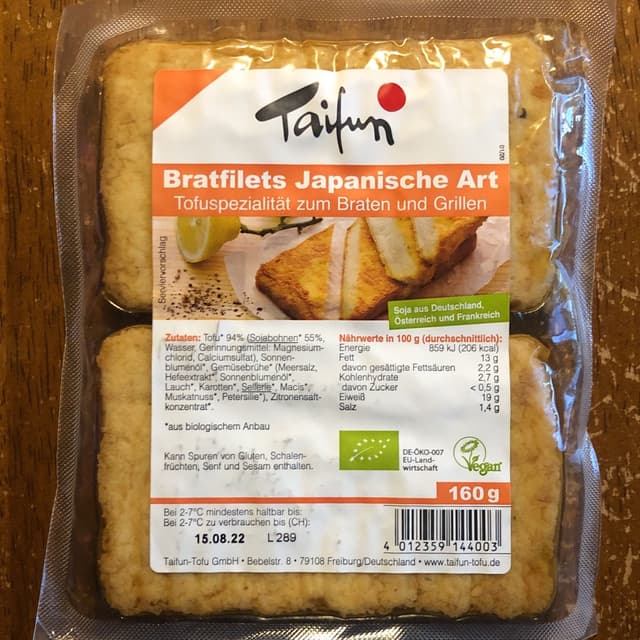 Taifun
00210
Bratfilets Japanische Art
Tofuspezialität zum Braten und Grillen
Serviervorschlag
Soja aus Deutschland,
Österreich und Frankreich
Zutaten: Tofu* 94% (Sojabohnen* 55%,
Wasser, Gerinnungsmittel: Magnesium-
chlorid, Calciumsulfat), Sonnen-
blumenöl*, Gemüsebrühe* (Meersalz,
Hefeextrakt*, Sonnenblumenöl*,
Lauch*, Karotten*, Sellerie*, Macis*,
Muskatnuss*, Petersilie*), Zitronensaft-
konzentrat*.
*aus biologischem Anbau
Kann Spuren von Gluten, Schalen-
früchten, Senf und Sesam enthalten.
Nährwerte in 100 g (durchschnittlich):
Energie 859 kJ (206 kcal)
Fett 13 g
davon gesättigte Fettsäuren 2,2 g
Kohlenhydrate 2,7 g
davon Zucker < 0,5 g
Eiweiß 19 g
Salz 1,4 g
DE-ÖKO-007
EU-Land-
wirtschaft
Vegan
160 g
Bei 2-7°C mindestens haltbar bis:
Bei 2-7°C zu verbrauchen bis (CH):
15.08.22 L289
4 012359 144003
Taifun-Tofu GmbH • Bebelstr. 8 • 79108 Freiburg/Deutschland • www.taifun-tofu.de